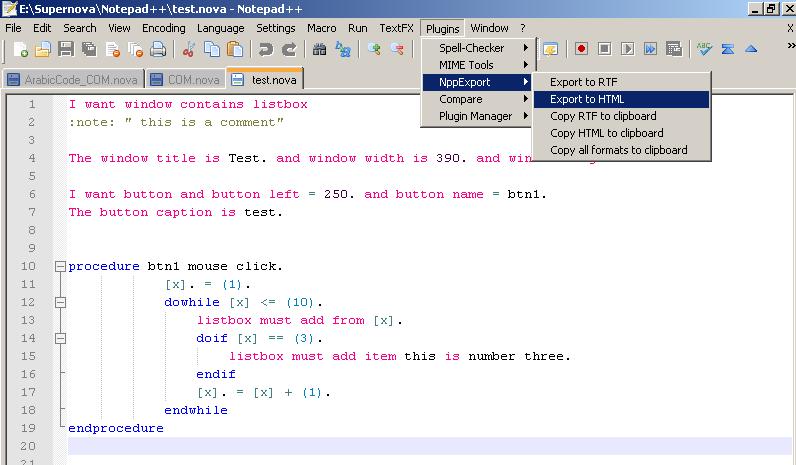 E:\Supernova\Notepad++\test.nova - Notepad++
File Edit Search View Encoding Language Settings Macro Run TextFX Plugins Window ? X
ArabicCode_COM.nova COM.nova test.nova
Spell-Checker
MIME Tools
NppExport
Compare
Plugin Manager
Export to RTF
Export to HTML
Copy RTF to clipboard
Copy HTML to clipboard
Copy all formats to clipboard
1 I want window contains listbox
2 :note: " this is a comment"
3
4 The window title is Test. and window width is 390. and
5
6 I want button and button left = 250. and button name = btn1.
7 The button caption is test.
8
9
10 procedure btn1 mouse click.
11 [x]. = (1).
12 dowhile [x] <= (10).
13 listbox must add from [x].
14 doif [x] == (3).
15 listbox must add item this is number three.
16 endif
17 [x]. = [x] + (1).
18 endwhile
19 endprocedure
20